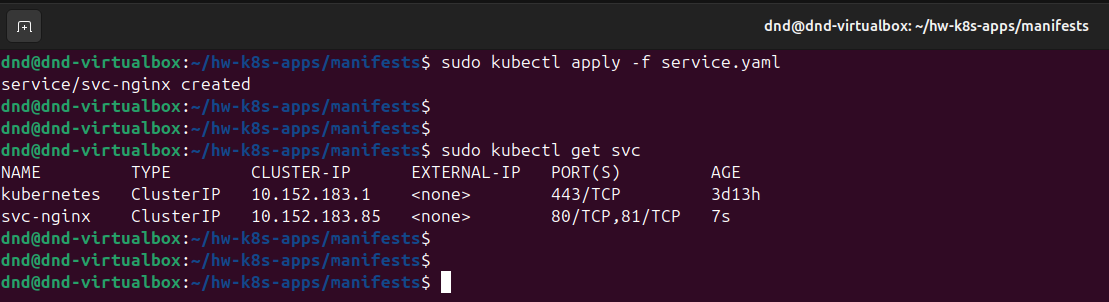 dnd@dnd-virtualbox: ~/hw-k8s-apps/manifests
dnd@dnd-virtualbox:~/hw-k8s-apps/manifests$ sudo kubectl apply -f service.yaml
service/svc-nginx created
dnd@dnd-virtualbox:~/hw-k8s-apps/manifests$
dnd@dnd-virtualbox:~/hw-k8s-apps/manifests$
dnd@dnd-virtualbox:~/hw-k8s-apps/manifests$ sudo kubectl get svc
NAME         TYPE        CLUSTER-IP      EXTERNAL-IP   PORT(S)         AGE
kubernetes   ClusterIP   10.152.183.1    <none>        443/TCP         3d13h
svc-nginx    ClusterIP   10.152.183.85   <none>        80/TCP,81/TCP   7s
dnd@dnd-virtualbox:~/hw-k8s-apps/manifests$
dnd@dnd-virtualbox:~/hw-k8s-apps/manifests$
dnd@dnd-virtualbox:~/hw-k8s-apps/manifests$